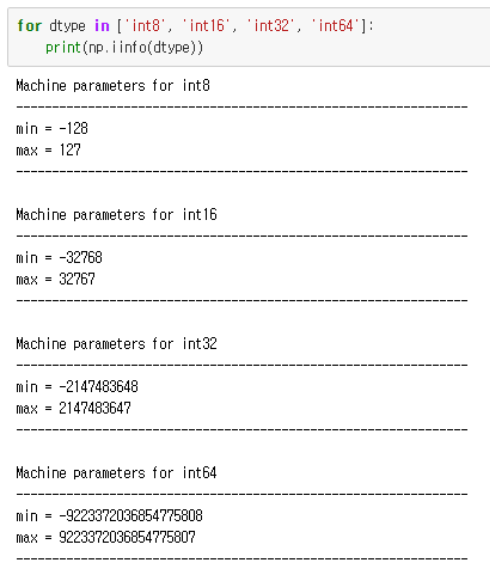 for dtype in ['int8', 'int16', 'int32', 'int64']:
    print(np.iinfo(dtype))
Machine parameters for int8
---------------------------------------------------------------
min = -128
max = 127
---------------------------------------------------------------
Machine parameters for int16
---------------------------------------------------------------
min = -32768
max = 32767
---------------------------------------------------------------
Machine parameters for int32
---------------------------------------------------------------
min = -2147483648
max = 2147483647
---------------------------------------------------------------
Machine parameters for int64
---------------------------------------------------------------
min = -9223372036854775808
max = 9223372036854775807
---------------------------------------------------------------